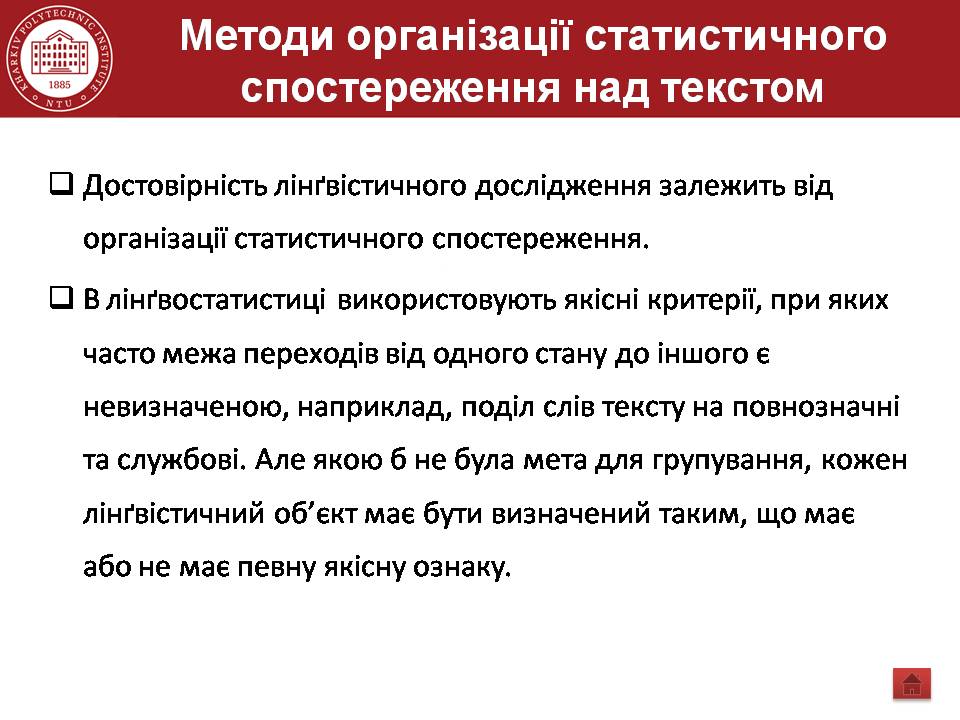 KHARKIV POLYTECHNIC INSTITUTE
1885
NTU
Методи організації статистичного
спостереження над текстом
Достовірність лінґвістичного дослідження залежить від
організації статистичного спостереження.
В лінґвостатистиці використовують якісні критерії, при яких
часто межа переходів від одного стану до іншого є
невизначеною, наприклад, поділ слів тексту на повнозначні
та службові. Але якою б не була мета для групування, кожен
лінґвістичний об’єкт має бути визначений таким, що має
або не має певну якісну ознаку.